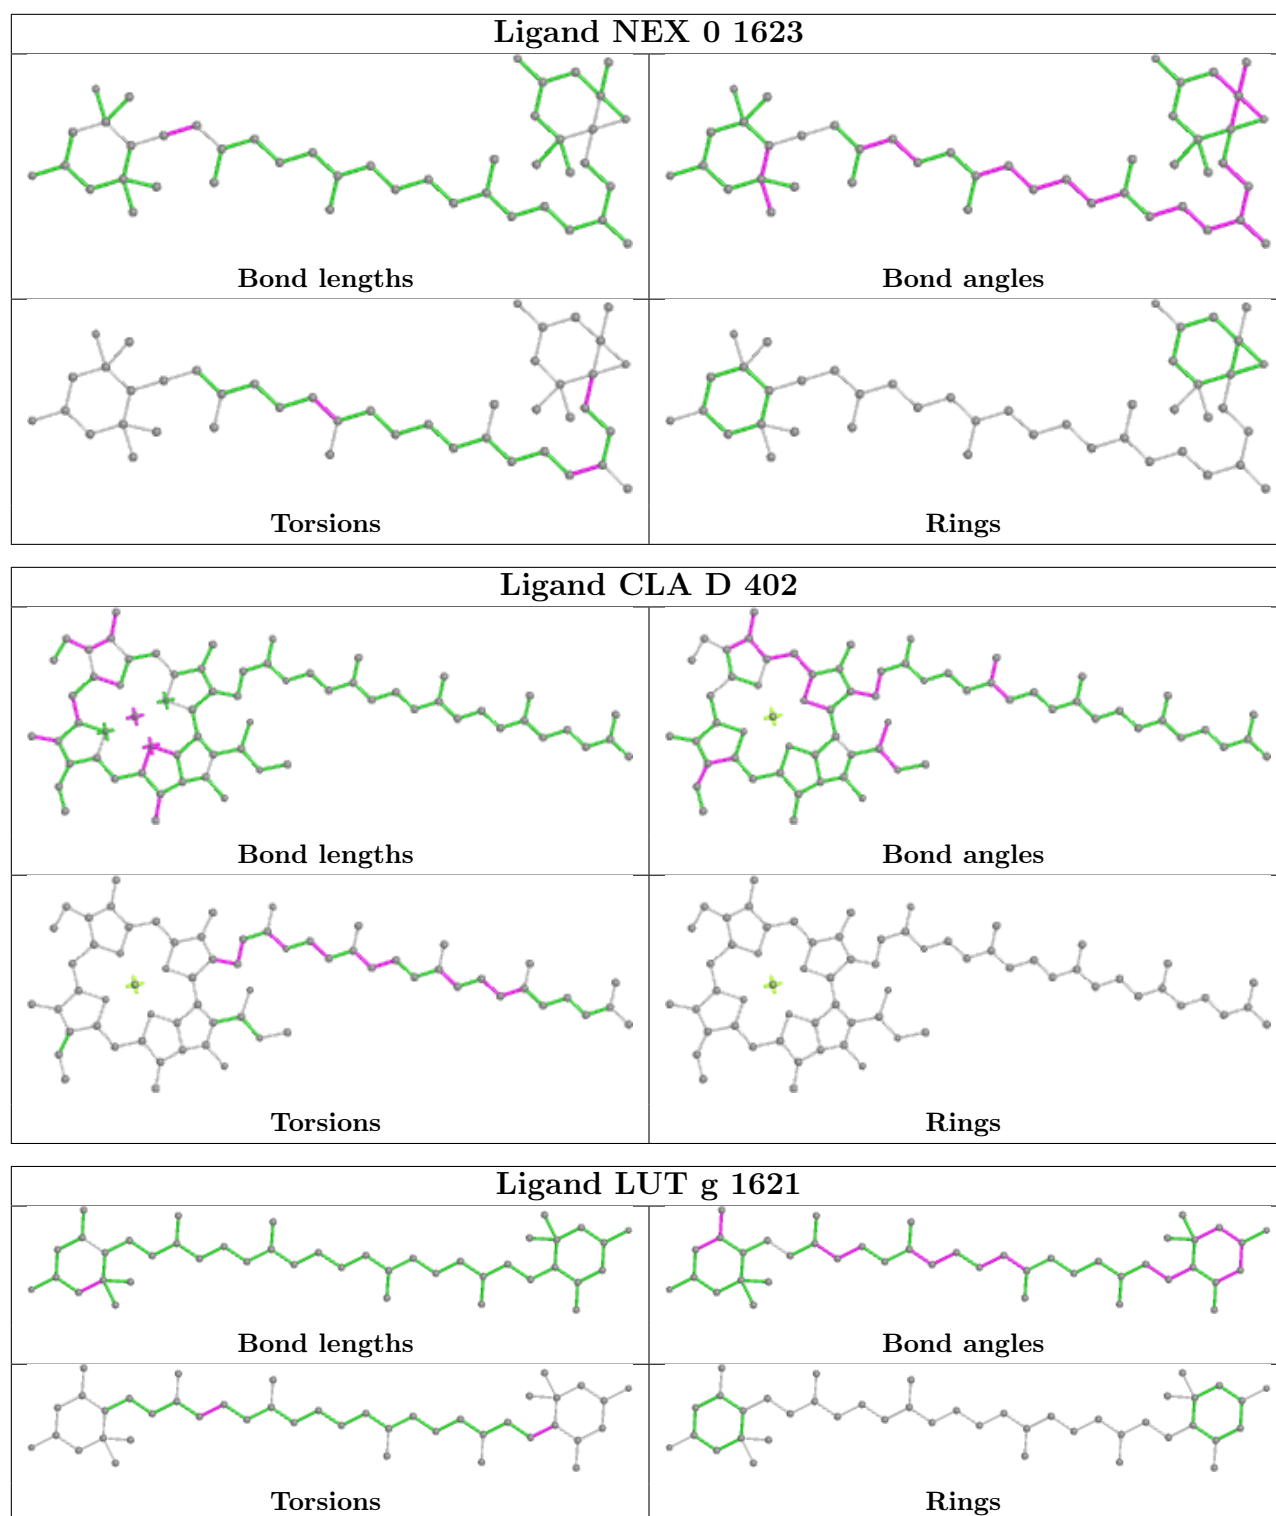 Ligand NEX 0 1623
Bond lengths
Bond angles
Torsions
Rings
Ligand CLA D 402
Bond lengths
Bond angles
Torsions
Rings
Ligand LUT g 1621
Bond lengths
Bond angles
Torsions
Rings